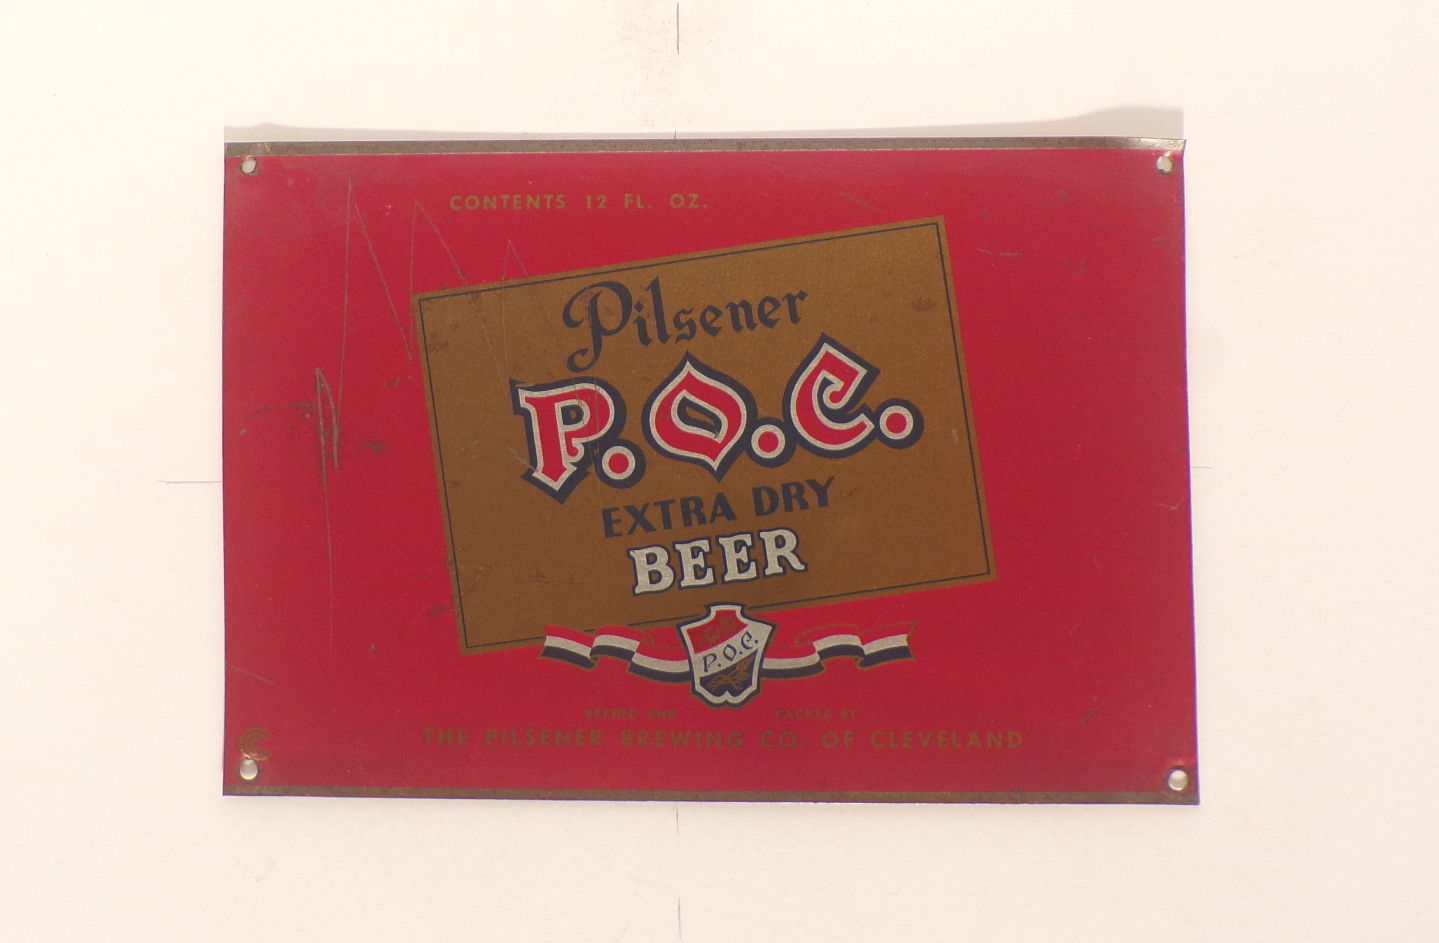 CONTENTS 12 FL. OZ.
Pilsener
P.O.C.
EXTRA DRY
BEER
P.O.C.
BREWED AND PACKED BY
THE PILSENER BREWING CO. OF CLEVELAND